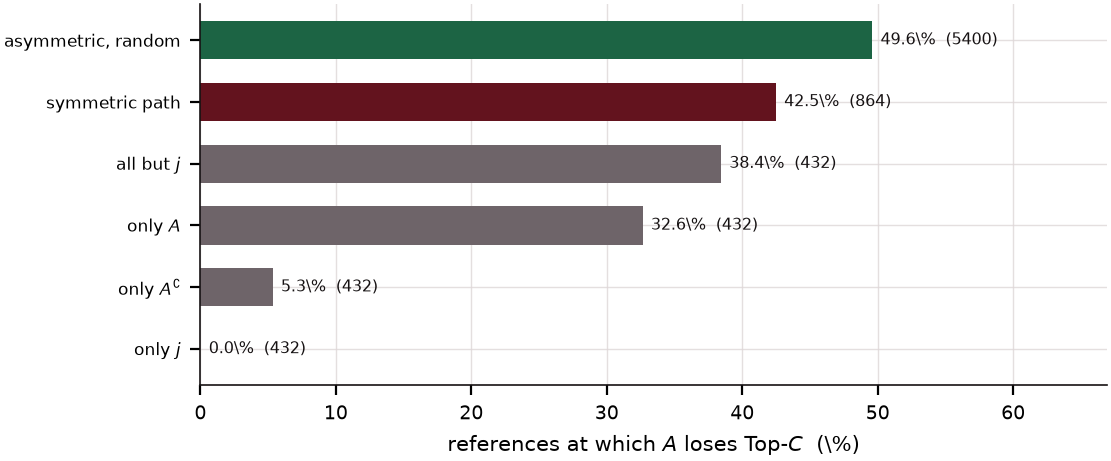 asymmetric, random 49.6\% (5400)
symmetric path 42.5\% (864)
all but j 38.4\% (432)
only A 32.6\% (432)
only A^c 5.3\% (432)
only j 0.0\% (432)
0 10 20 30 40 50 60
references at which A loses Top-C (\%)